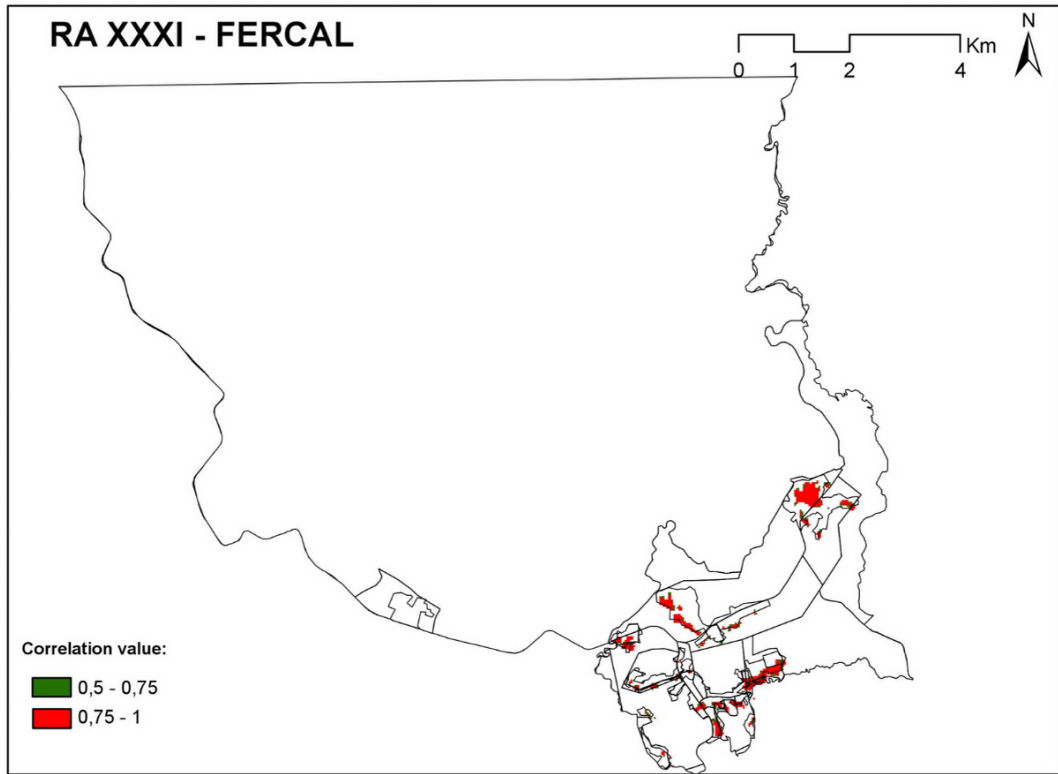 RA XXXI - FERCAL
N
Km
0 1 2 4
Correlation value:
0,5 - 0,75
0,75 - 1